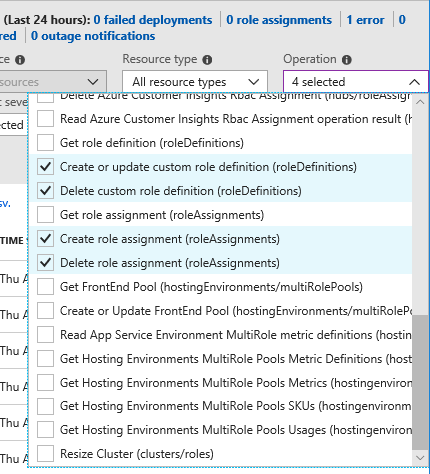 (Last 24 hours): 0 failed deployments | 0 role assignments | 1 error | 0
red) | 0 outage notifications
ce Resource type Operation
sources All resource types 4 selected
Delete Azure Customer Insights Rbac Assignment (hubs/roleAssign
t seve
Read Azure Customer Insights Rbac Assignment operation result (h
ected
Get role definition (roleDefinitions)
Create or update custom role definition (roleDefinitions)
Delete custom role definition (roleDefinitions)
sv.
Get role assignment (roleAssignments)
TIME S
Create role assignment (roleAssignments)
Delete role assignment (roleAssignments)
Thu A
Get FrontEnd Pool (hostingEnvironments/multiRolePools)
Thu A
Create or Update FrontEnd Pool (hostingEnvironments/multiRoleP
Thu A
Read App Service Environment MultiRole metric definitions (host
Get Hosting Environments MultiRole Pools Metric Definitions (host
Thu A
Get Hosting Environments MultiRole Pools Metrics (hostingenviron
Thu A
Get Hosting Environments MultiRole Pools SKUs (hostingenvironm
Thu A
Get Hosting Environments MultiRole Pools Usages (hostingenvironm
Thu A
Resize Cluster (clusters/roles)